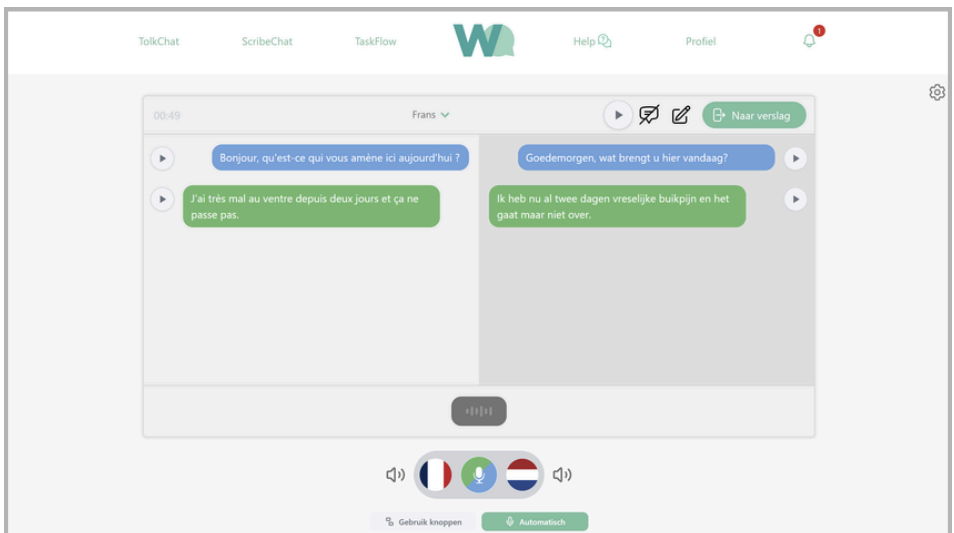 TolkChat
ScribeChat
TaskFlow
W
Help
Profiel
1
00:49
Frans
Naar verslag
Bonjour, qu'est-ce qui vous amène ici aujourd'hui ?
Goedemorgen, wat brengt u hier vandaag?
J'ai très mal au ventre depuis deux jours et ça ne
passe pas.
Ik heb nu al twee dagen vreselijke buikpijn en het
gaat maar niet over.
Gebruik knoppen
Automatisch